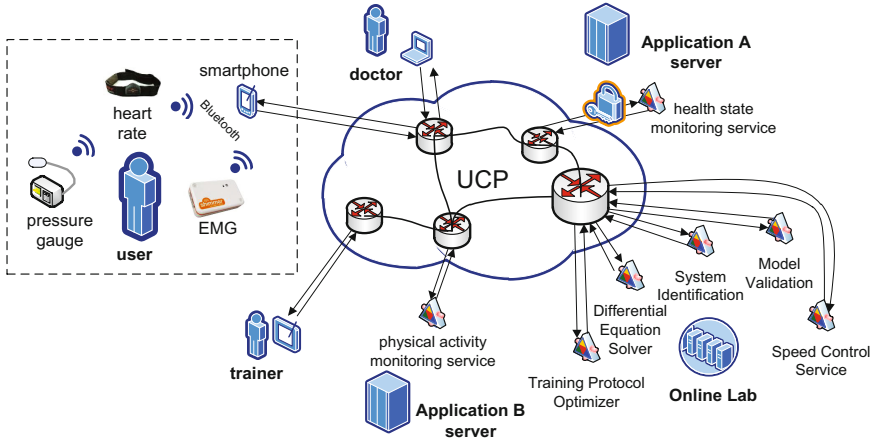 doctor
Application A
server
smartphone
heart
rate
Bluetooth
health state
monitoring service
UCP
pressure
gauge
user
EMG
shimmer
System
Identification
Model
Validation
Differential
Equation
Solver
physical activity
monitoring service
trainer
Training Protocol
Optimizer
Online Lab
Speed Control
Service
Application B
server